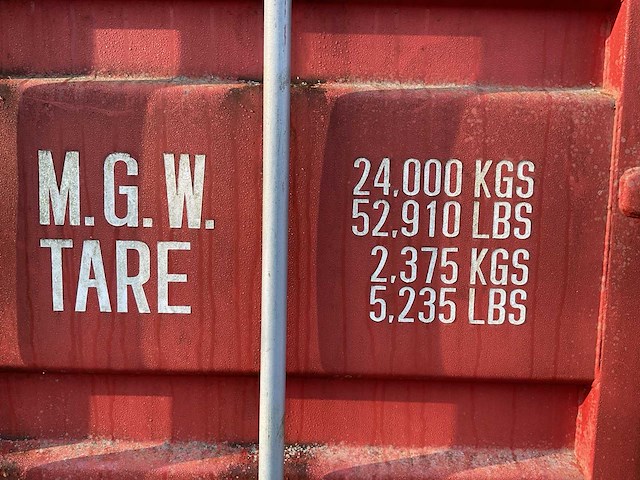 M.G.W. 24,000 KGS
52,910 LBS
TARE 2,375 KGS
5,235 LBS